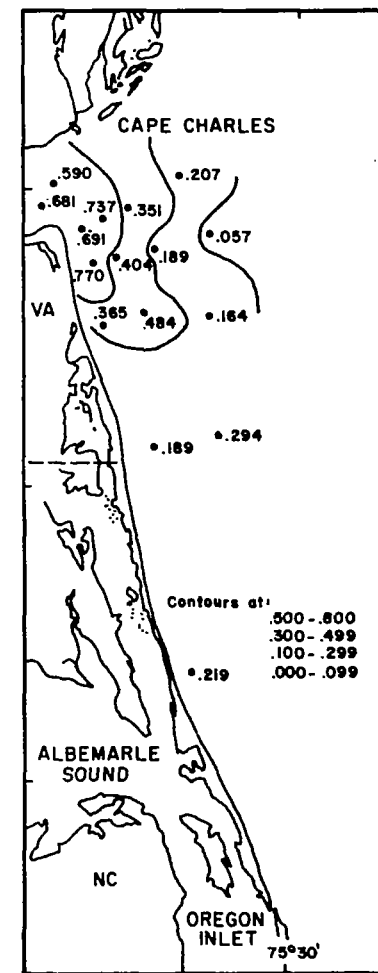 CAPE CHARLES
.207
.590
.681
.737
.351
.691
.057
.404
.189
.770
VA
.365
.484
.164
.294
.189
Contours at:
.500-.800
.300-.499
.100-.299
.000-.099
.219
ALBEMARLE
SOUND
NC
OREGON
INLET
75°30'